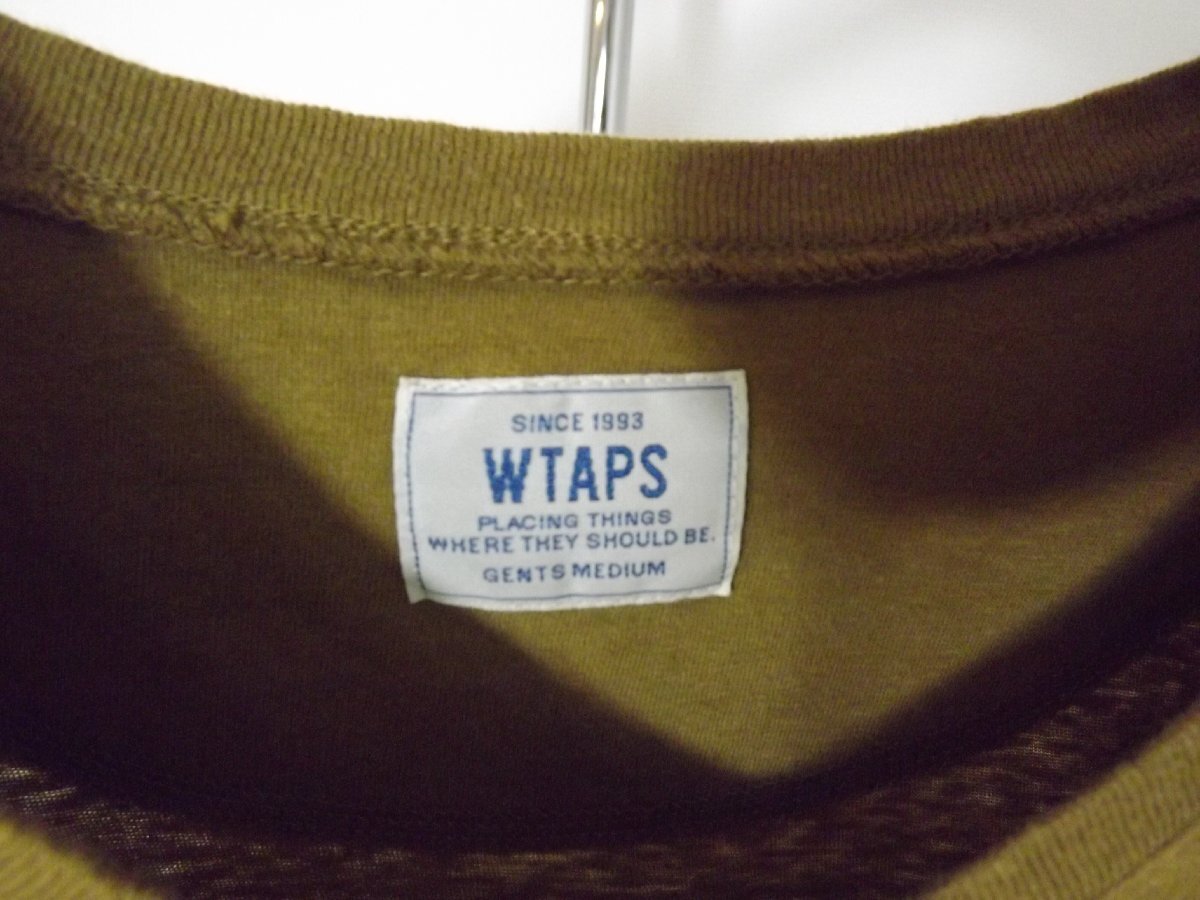 SINCE 1993
WTAPS
PLACING THINGS
WHERE THEY SHOULD BE.
GENTS MEDIUM